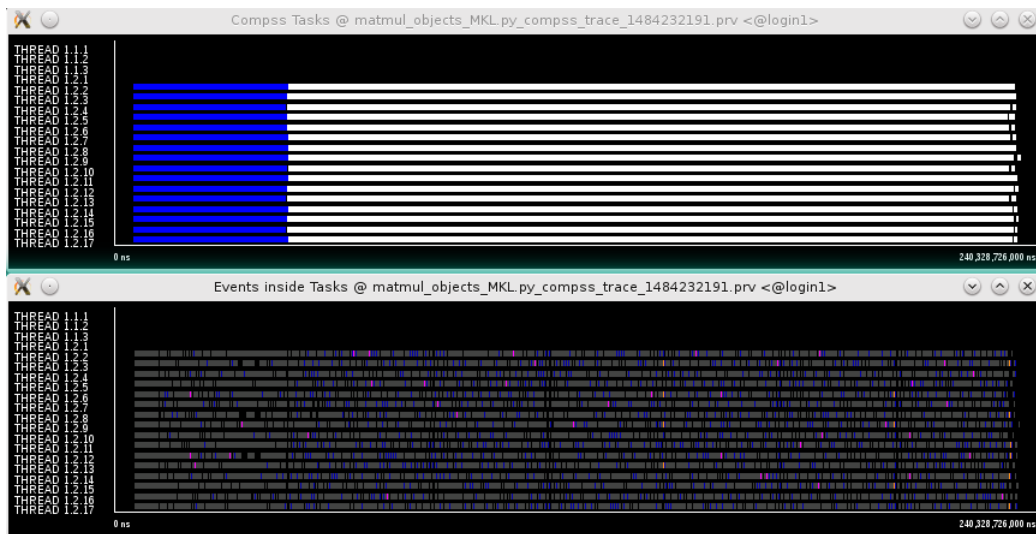 Compss Tasks @ matmul_objects_MKL.py_compss_trace_1484232191.prv <@login1>
THREAD 1.1.1
THREAD 1.1.2
THREAD 1.1.3
THREAD 1.2.1
THREAD 1.2.2
THREAD 1.2.3
THREAD 1.2.4
THREAD 1.2.5
THREAD 1.2.6
THREAD 1.2.7
THREAD 1.2.8
THREAD 1.2.9
THREAD 1.2.10
THREAD 1.2.11
THREAD 1.2.12
THREAD 1.2.13
THREAD 1.2.14
THREAD 1.2.15
THREAD 1.2.16
THREAD 1.2.17
0 ns 240,328,726,000 ns
Events inside Tasks @ matmul_objects_MKL.py_compss_trace_1484232191.prv <@login1>
THREAD 1.1.1
THREAD 1.1.2
THREAD 1.1.3
THREAD 1.2.1
THREAD 1.2.2
THREAD 1.2.3
THREAD 1.2.4
THREAD 1.2.5
THREAD 1.2.6
THREAD 1.2.7
THREAD 1.2.8
THREAD 1.2.9
THREAD 1.2.10
THREAD 1.2.11
THREAD 1.2.12
THREAD 1.2.13
THREAD 1.2.14
THREAD 1.2.15
THREAD 1.2.16
THREAD 1.2.17
0 ns 240,328,726,000 ns